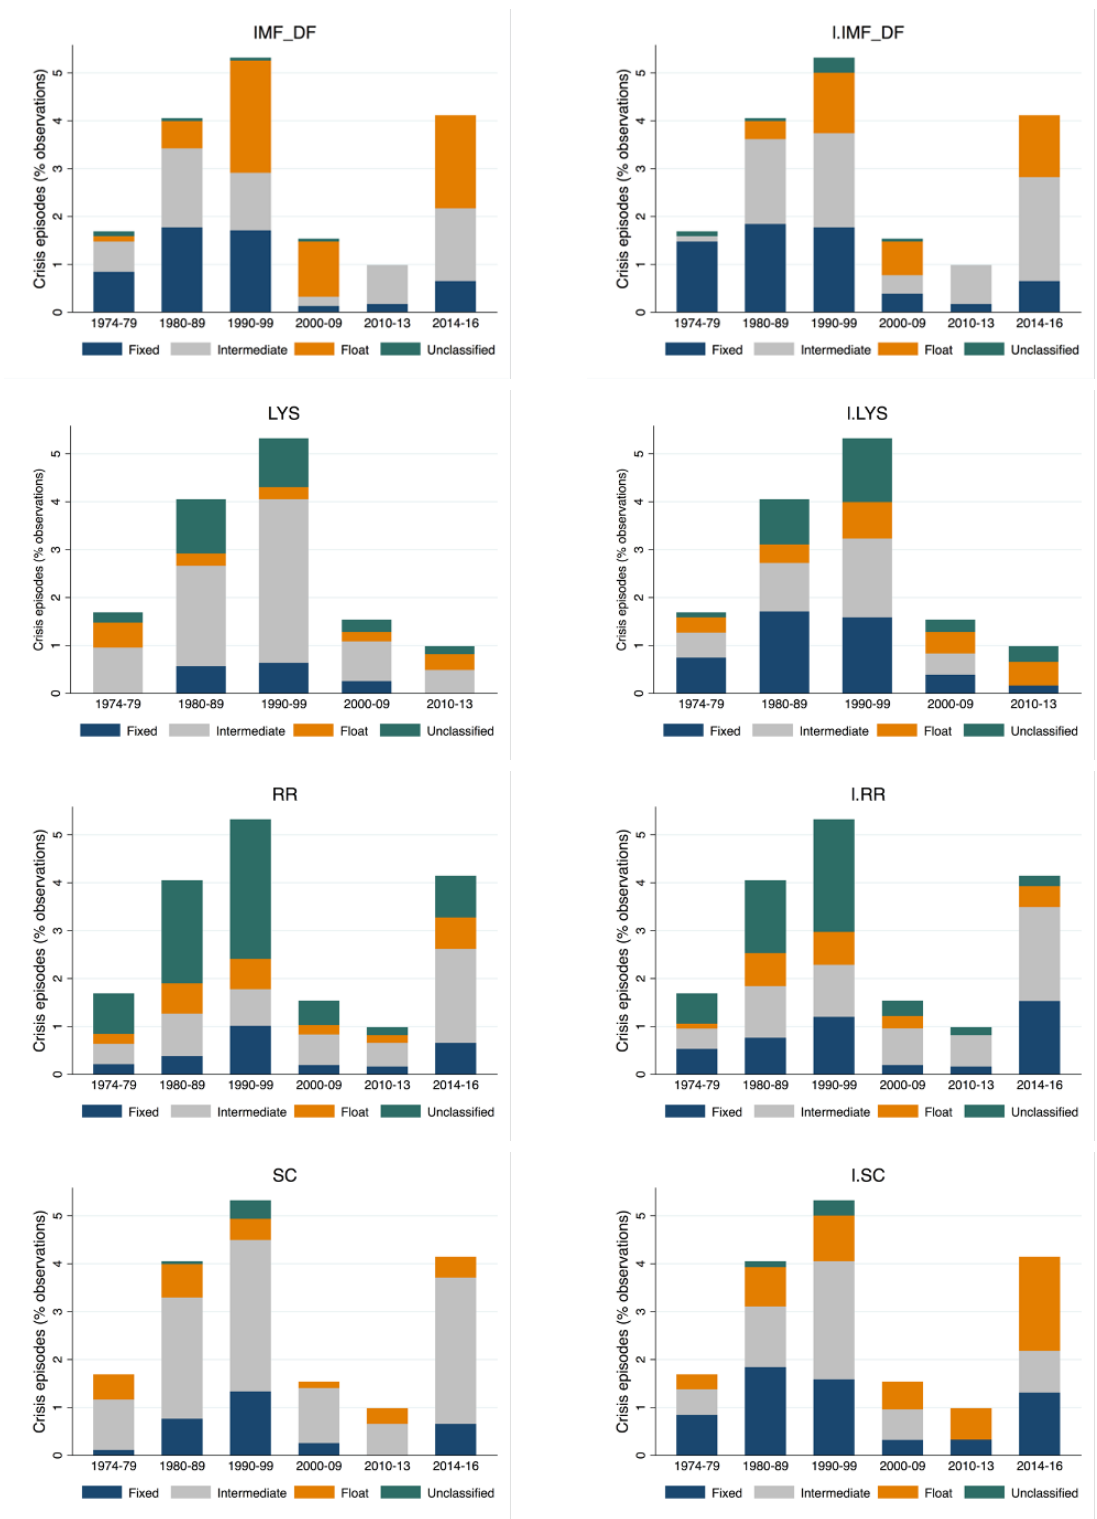 IMF_DF
Crisis episodes (% observations)
0 1 2 3 4 5
1974-79 1980-89 1990-99 2000-09 2010-13 2014-16
Fixed Intermediate Float Unclassified
l.IMF_DF
Crisis episodes (% observations)
0 1 2 3 4 5
1974-79 1980-89 1990-99 2000-09 2010-13 2014-16
Fixed Intermediate Float Unclassified
LYS
Crisis episodes (% observations)
0 1 2 3 4 5
1974-79 1980-89 1990-99 2000-09 2010-13
Fixed Intermediate Float Unclassified
l.LYS
Crisis episodes (% observations)
0 1 2 3 4 5
1974-79 1980-89 1990-99 2000-09 2010-13
Fixed Intermediate Float Unclassified
RR
Crisis episodes (% observations)
0 1 2 3 4 5
1974-79 1980-89 1990-99 2000-09 2010-13 2014-16
Fixed Intermediate Float Unclassified
l.RR
Crisis episodes (% observations)
0 1 2 3 4 5
1974-79 1980-89 1990-99 2000-09 2010-13 2014-16
Fixed Intermediate Float Unclassified
SC
Crisis episodes (% observations)
0 1 2 3 4 5
1974-79 1980-89 1990-99 2000-09 2010-13 2014-16
Fixed Intermediate Float Unclassified
l.SC
Crisis episodes (% observations)
0 1 2 3 4 5
1974-79 1980-89 1990-99 2000-09 2010-13 2014-16
Fixed Intermediate Float Unclassified